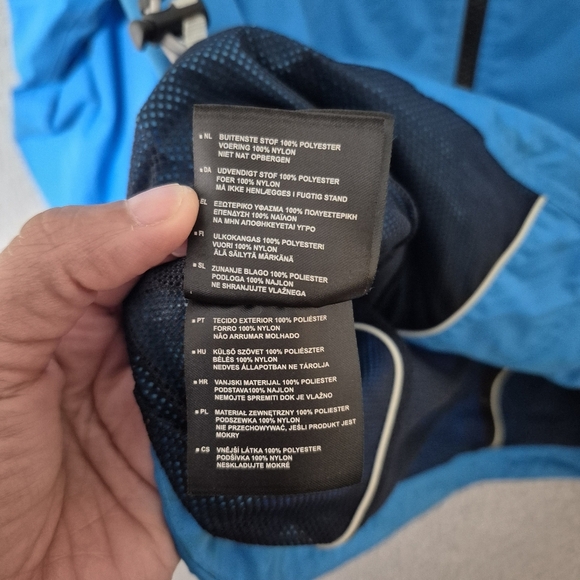 NL BUITENSTE STOF 100% POLYESTER
VOERING 100% NYLON
NIET NAT OPBERGEN
DA UDVENDIGT STOF 100% POLYESTER
FOER 100% NYLON
MÅ IKKE HENLÆGGES I FUGTIG STAND
EL ΕΞΩΤΕΡΙΚΟ ΥΦΑΣΜΑ 100% ΠΟΛΥΕΣΤΕΡΙΚΗ
ΕΠΕΝΔΥΣΗ 100% ΝΑΪΛΟΝ
ΝΑ ΜΗΝ ΑΠΟΘΗΚΕΥΕΤΑΙ ΥΓΡΟ
FI ULKOKANGAS 100% POLYESTERI
VUORI 100% NYLON
ÄLÄ SÄILYTÄ MÄRKÄNÄ
SL ZUNANJE BLAGO 100% POLIESTER
PODLOGA 100% NAJLON
NE SHRANJUJTE VLAŽNEGA
PT TECIDO EXTERIOR 100% POLIÉSTER
FORRO 100% NYLON
NÃO ARRUMAR MOLHADO
HU KÜLSŐ SZÖVET 100% POLIÉSZTER
BÉLÉS 100% NYLON
NEDVES ÁLLAPOTBAN NE TÁROLJA
HR VANJSKI MATERIJAL 100% POLIESTER
PODSTAVA100% NAJLON
NEMOJTE SPREMITI DOK JE VLAŽNO
PL MATERIAŁ ZEWNĘTRZNY 100% POLIESTER
PODSZEWKA 100% NYLON
NIE PRZECHOWYWAĆ, JEŚLI PRODUKT JEST
MOKRY
CS VNĚJŠÍ LÁTKA 100% POLYESTER
PODŠÍVKA 100% NYLON
NESKLADUJTE MOKRÉ